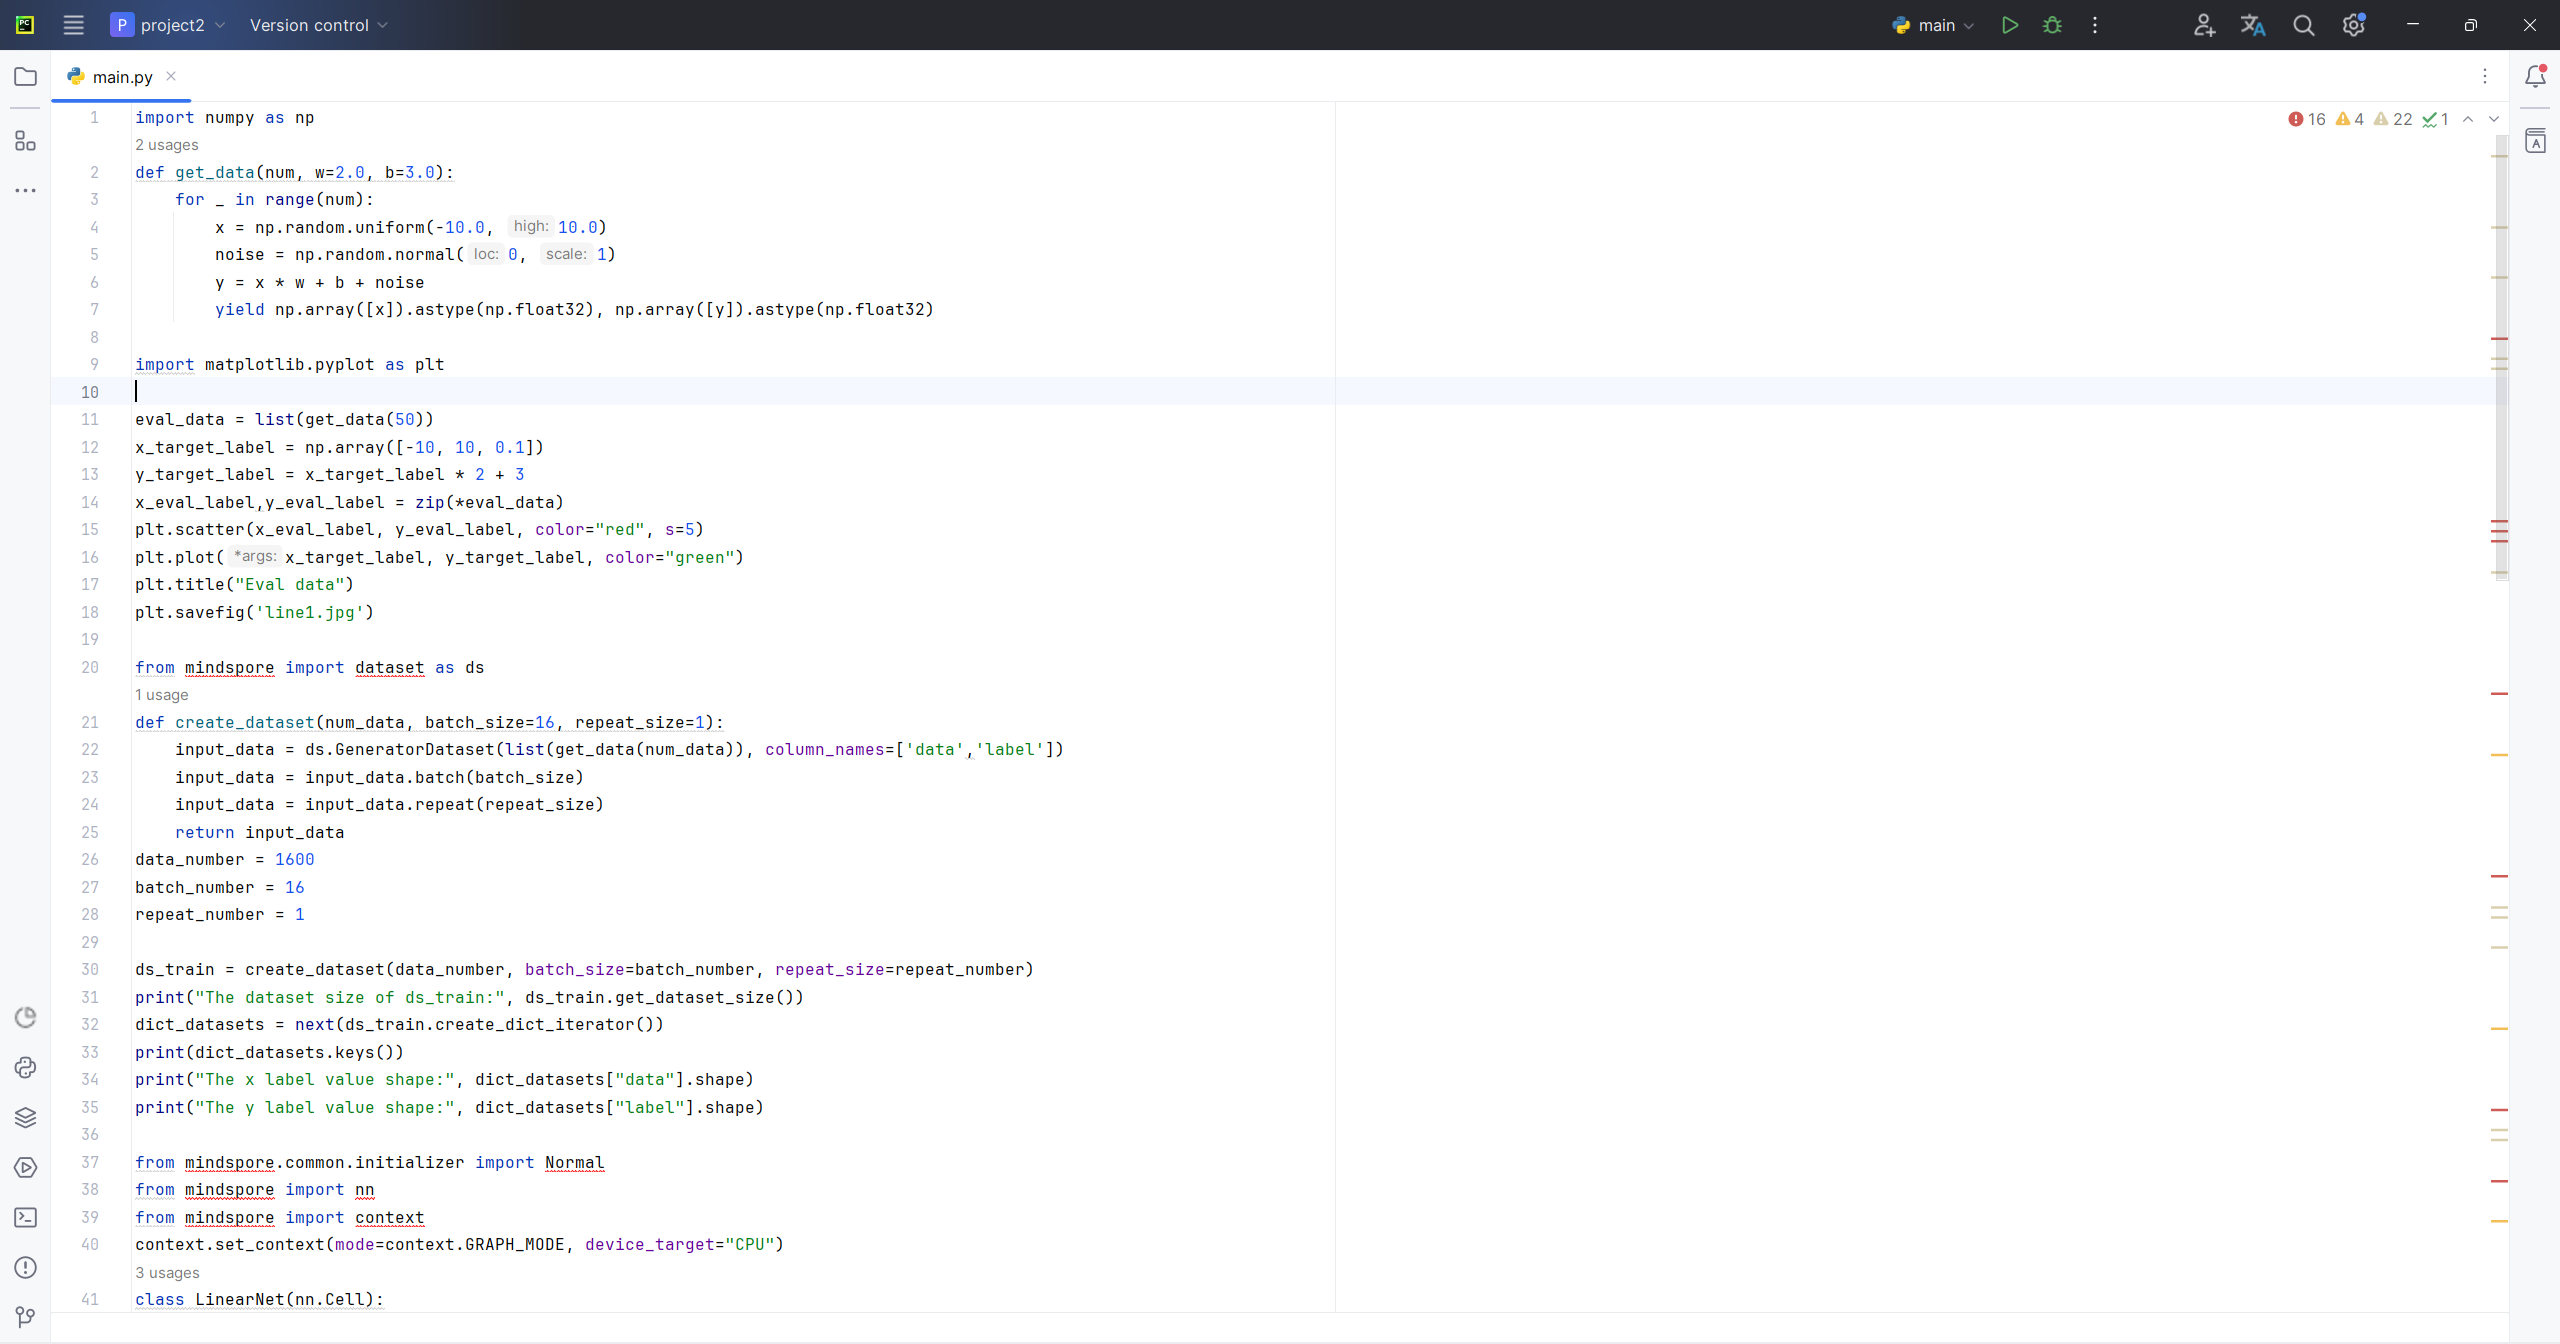 PC P project2 Version control main
main.py
16 4 22 1
1 import numpy as np
2 usages
2 def get_data(num, w=2.0, b=3.0):
3 for _ in range(num):
4 x = np.random.uniform(-10.0, high: 10.0)
5 noise = np.random.normal( loc: 0, scale: 1)
6 y = x * w + b + noise
7 yield np.array([x]).astype(np.float32), np.array([y]).astype(np.float32)
8
9 import matplotlib.pyplot as plt
10
11 eval_data = list(get_data(50))
12 x_target_label = np.array([-10, 10, 0.1])
13 y_target_label = x_target_label * 2 + 3
14 x_eval_label,y_eval_label = zip(*eval_data)
15 plt.scatter(x_eval_label, y_eval_label, color="red", s=5)
16 plt.plot( *args: x_target_label, y_target_label, color="green")
17 plt.title("Eval data")
18 plt.savefig('line1.jpg')
19
20 from mindspore import dataset as ds
1 usage
21 def create_dataset(num_data, batch_size=16, repeat_size=1):
22 input_data = ds.GeneratorDataset(list(get_data(num_data)), column_names=['data','label'])
23 input_data = input_data.batch(batch_size)
24 input_data = input_data.repeat(repeat_size)
25 return input_data
26 data_number = 1600
27 batch_number = 16
28 repeat_number = 1
29
30 ds_train = create_dataset(data_number, batch_size=batch_number, repeat_size=repeat_number)
31 print("The dataset size of ds_train:", ds_train.get_dataset_size())
32 dict_datasets = next(ds_train.create_dict_iterator())
33 print(dict_datasets.keys())
34 print("The x label value shape:", dict_datasets["data"].shape)
35 print("The y label value shape:", dict_datasets["label"].shape)
36
37 from mindspore.common.initializer import Normal
38 from mindspore import nn
39 from mindspore import context
40 context.set_context(mode=context.GRAPH_MODE, device_target="CPU")
3 usages
41 class LinearNet(nn.Cell):